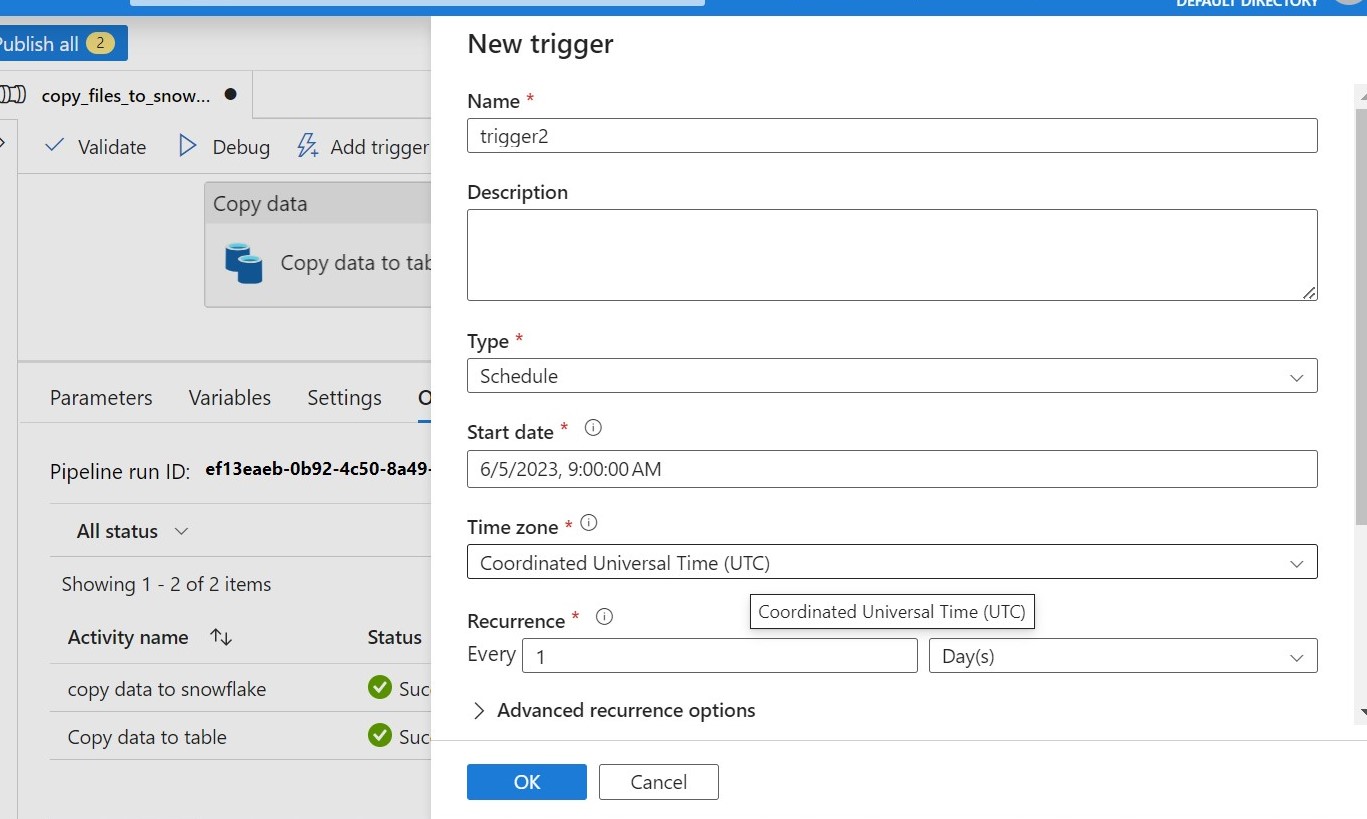 DEFAULT DIRECTORY
Publish all 2
copy_files_to_snow...
Validate Debug Add trigger
Copy data
Copy data to tab
Parameters Variables Settings O
Pipeline run ID: ef13eaeb-0b92-4c50-8a49-
All status
Showing 1 - 2 of 2 items
Activity name Status
copy data to snowflake Succ
Copy data to table Succ
New trigger
Name *
trigger2
Description
Type *
Schedule
Start date *
6/5/2023, 9:00:00 AM
Time zone *
Coordinated Universal Time (UTC)
Coordinated Universal Time (UTC)
Recurrence *
Every 1 Day(s)
Advanced recurrence options
OK Cancel